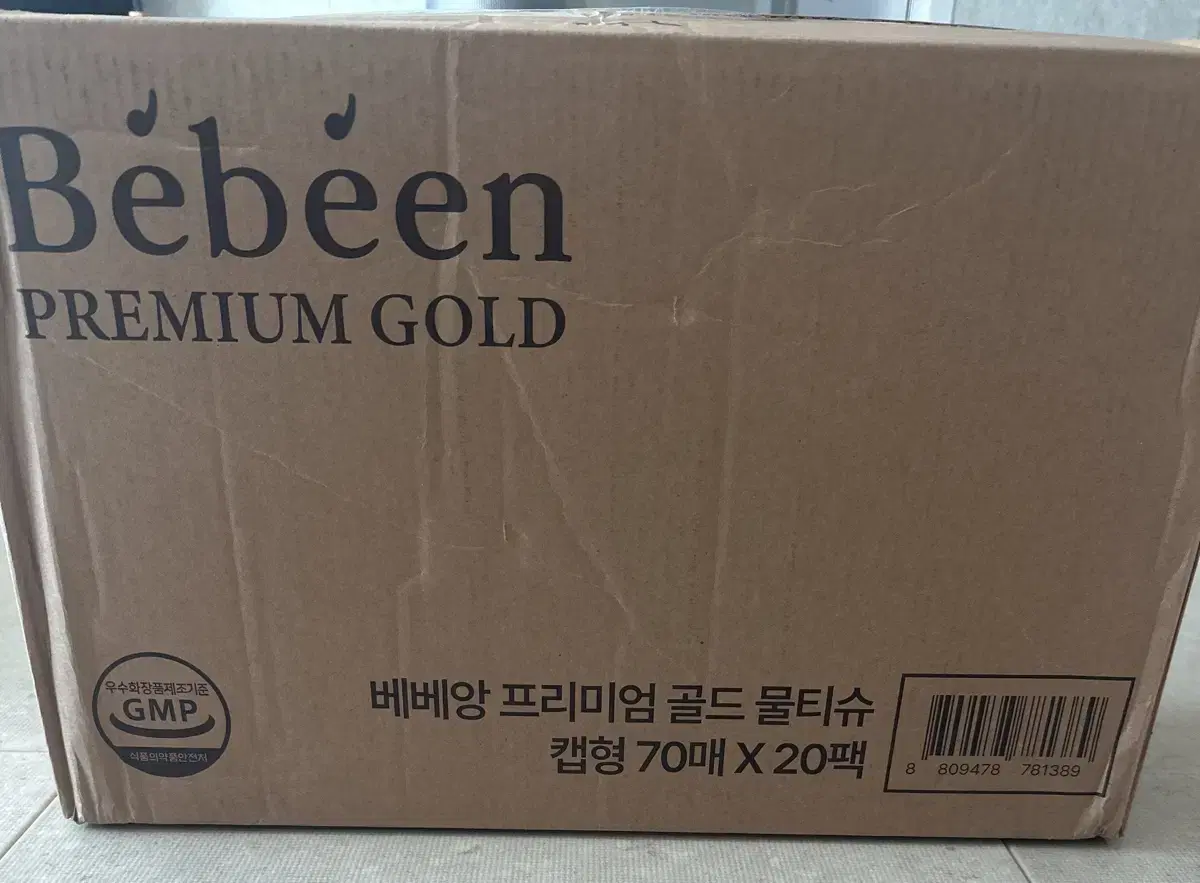 Bébéen
PREMIUM GOLD
우수화장품제조기준
GMP
식품의약품안전처
베베앙 프리미엄 골드 물티슈
캡형 70매 X 20팩
8 809478 781389